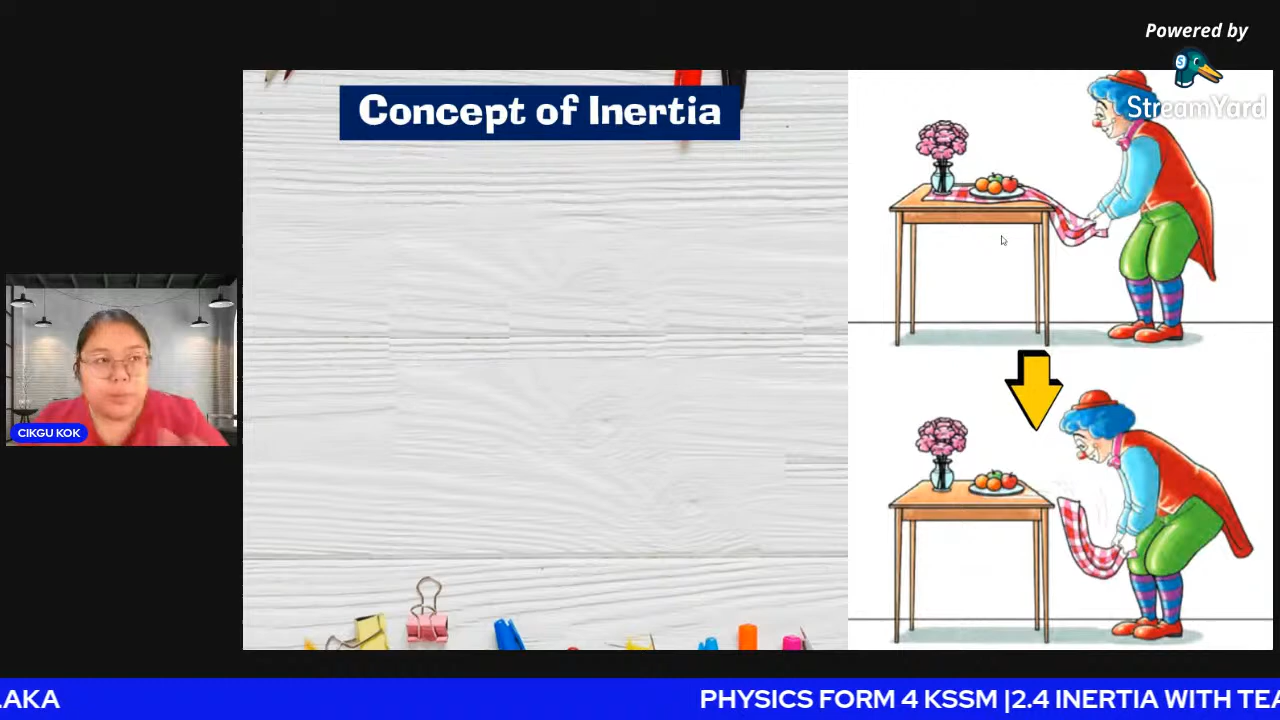 Powered by
StreamYard
Concept of Inertia
CIKGU KOK
AKA
PHYSICS FORM 4 KSSM |2.4 INERTIA WITH TEA